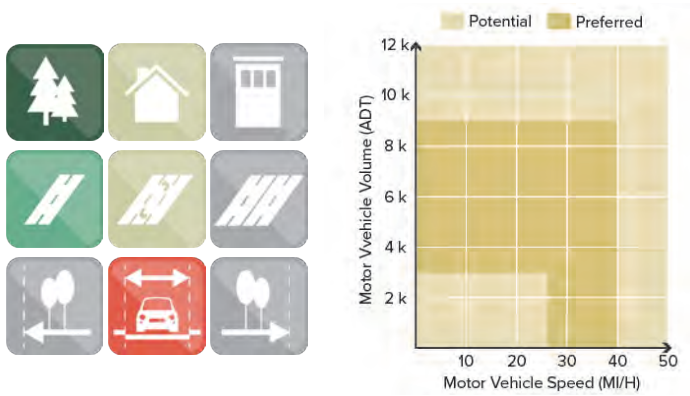 Potential Preferred
12 k
10 k
8 k
6 k
4 k
2 k
Motor Vvehicle Volume (ADT)
10 20 30 40 50
Motor Vehicle Speed (MI/H)